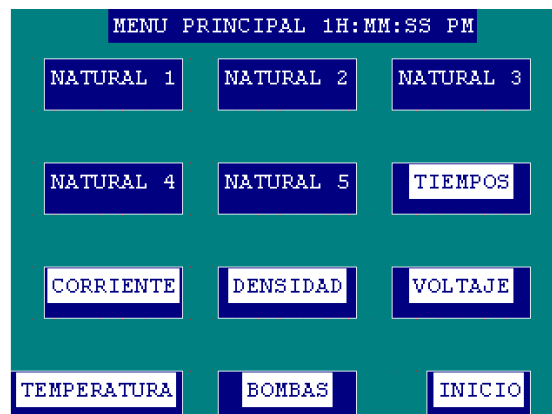 MENU PRINCIPAL 1H:MM:SS PM
NATURAL 1 NATURAL 2 NATURAL 3
NATURAL 4 NATURAL 5 TIEMPOS
CORRIENTE DENSIDAD VOLTAJE
TEMPERATURA BOMBAS INICIO